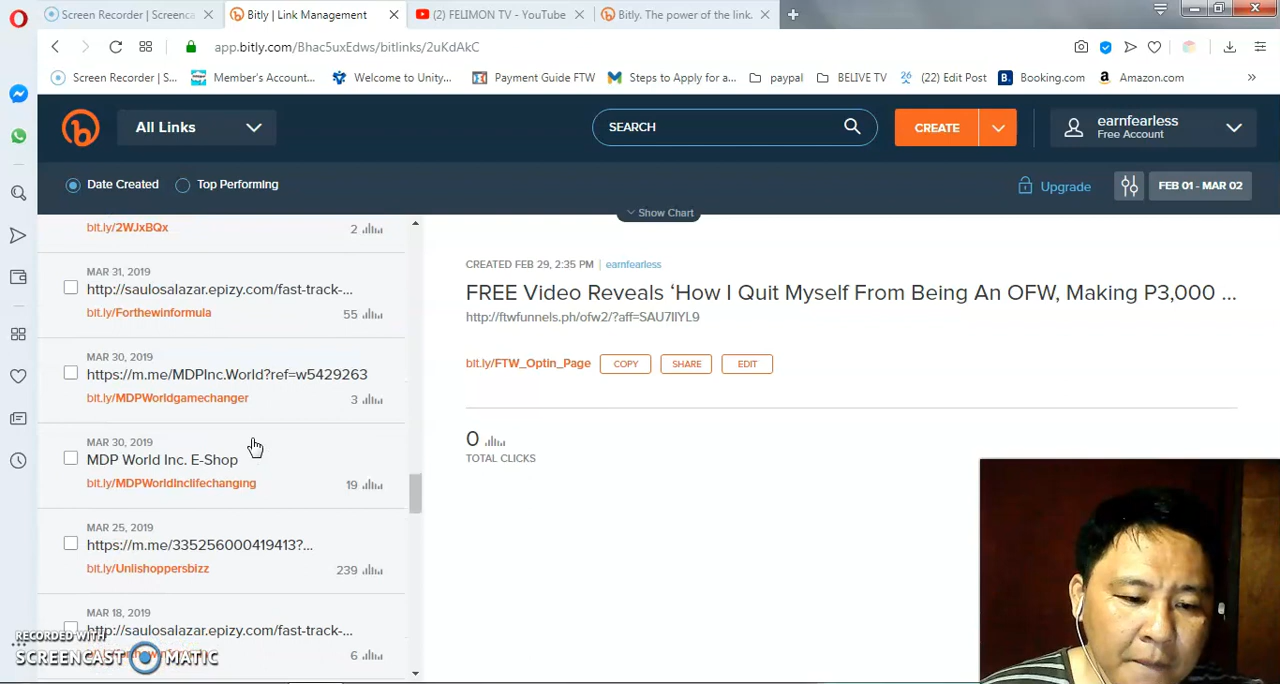 Screen Recorder | Screenca
Bitly | Link Management
(2) FELIMON TV - YouTube
Bitly. The power of the link.
app.bitly.com/Bhac5uxEdws/bitlinks/2uKdAkC
Screen Recorder | S...
Member's Account...
Welcome to Unity...
Payment Guide FTW
Steps to Apply for a...
paypal
BELIVE TV
(22) Edit Post
Booking.com
Amazon.com
All Links
SEARCH
CREATE
earnfearless
Free Account
Date Created
Top Performing
Upgrade
FEB 01 - MAR 02
Show Chart
bit.ly/2WJxBQx
2
MAR 31, 2019
http://saulosalazar.epizy.com/fast-track-...
bit.ly/Forthewinformula
55
MAR 30, 2019
https://m.me/MDPInc.World?ref=w5429263
bit.ly/MDPWorldgamechanger
3
MAR 30, 2019
MDP World Inc. E-Shop
bit.ly/MDPWorldInclifechanging
19
MAR 25, 2019
https://m.me/335256000419413?...
bit.ly/Unlishoppersbizz
239
MAR 18, 2019
http://saulosalazar.epizy.com/fast-track-...
6
CREATED FEB 29, 2:35 PM | earnfearless
FREE Video Reveals ‘How I Quit Myself From Being An OFW, Making P3,000 ...
http://ftwfunnels.ph/ofw2/?aff=SAU7IIYL9
bit.ly/FTW_Optin_Page
COPY
SHARE
EDIT
0
TOTAL CLICKS
RECORDED WITH
SCREENCAST MATIC